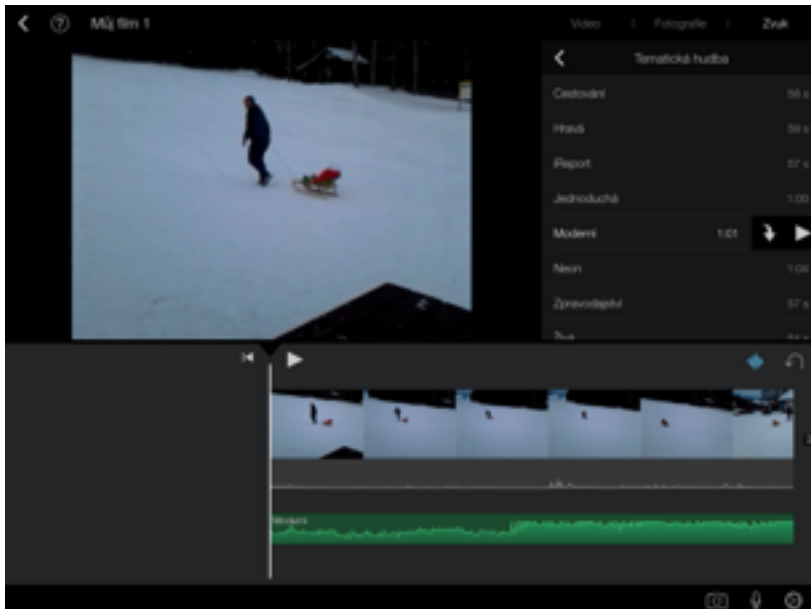 Můj film 1
Video | Fotografie | Zvuk
Tematická hudba
Cestování 58 s
Hravá 59 s
iReport 57 s
Jednoduchá 1:00
Moderní 1:01
Neon 1:04
Zpravodajství 57 s
Moderní